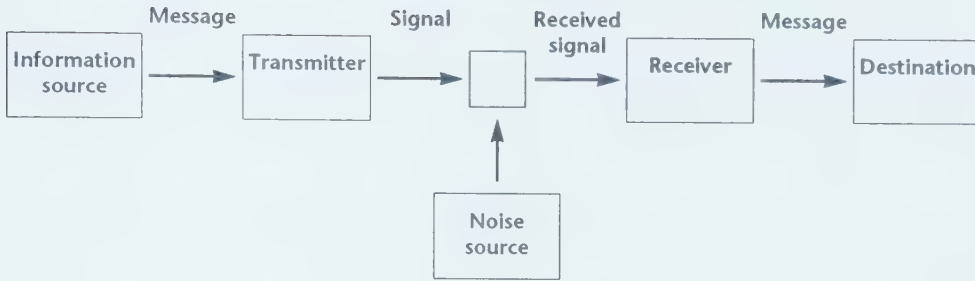 Message
Signal
Received
signal
Message
Information
source
Transmitter
Receiver
Destination
Noise
source